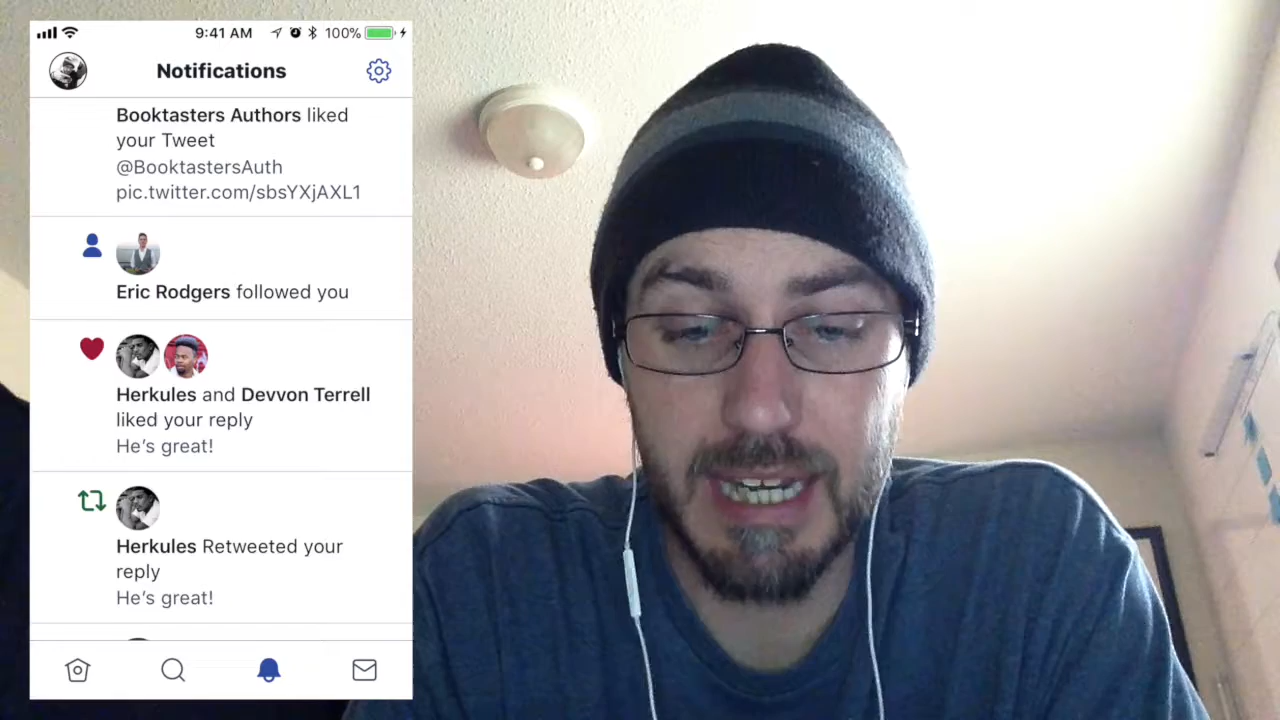 9:41 AM 100%
Notifications
Booktasters Authors liked
your Tweet
@BooktastersAuth
pic.twitter.com/sbsYXjAXL1
Eric Rodgers followed you
Herkules and Devvon Terrell
liked your reply
He's great!
Herkules Retweeted your
reply
He's great!